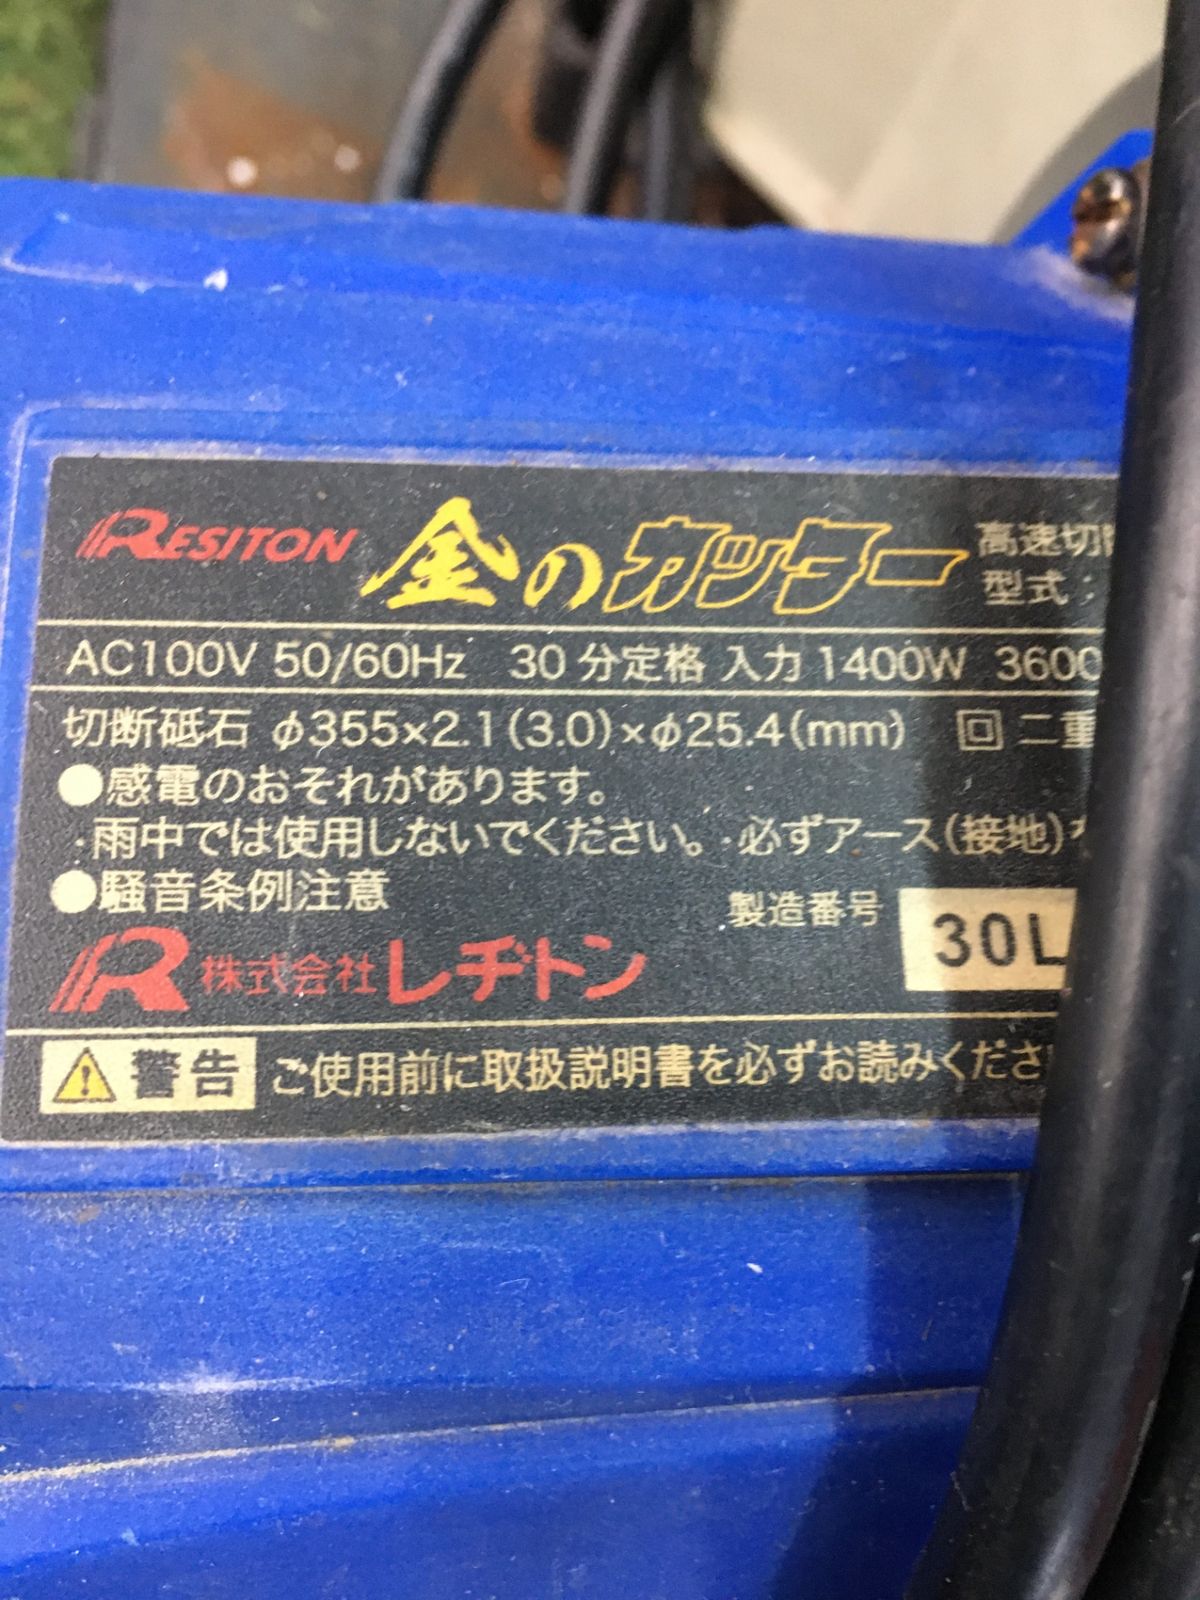 RESITON 金のカッター 高速切
型式
AC100V 50/60Hz 30分定格 入力1400W 3600
切断砥石 φ355×2.1(3.0)×φ25.4(mm) 回 二重
●感電のおそれがあります。
・雨中では使用しないでください。・必ずアース(接地)
●騒音条例注意
製造番号 30L
R 株式会社レヂトン
警告 ご使用前に取扱説明書を必ずお読みくださ